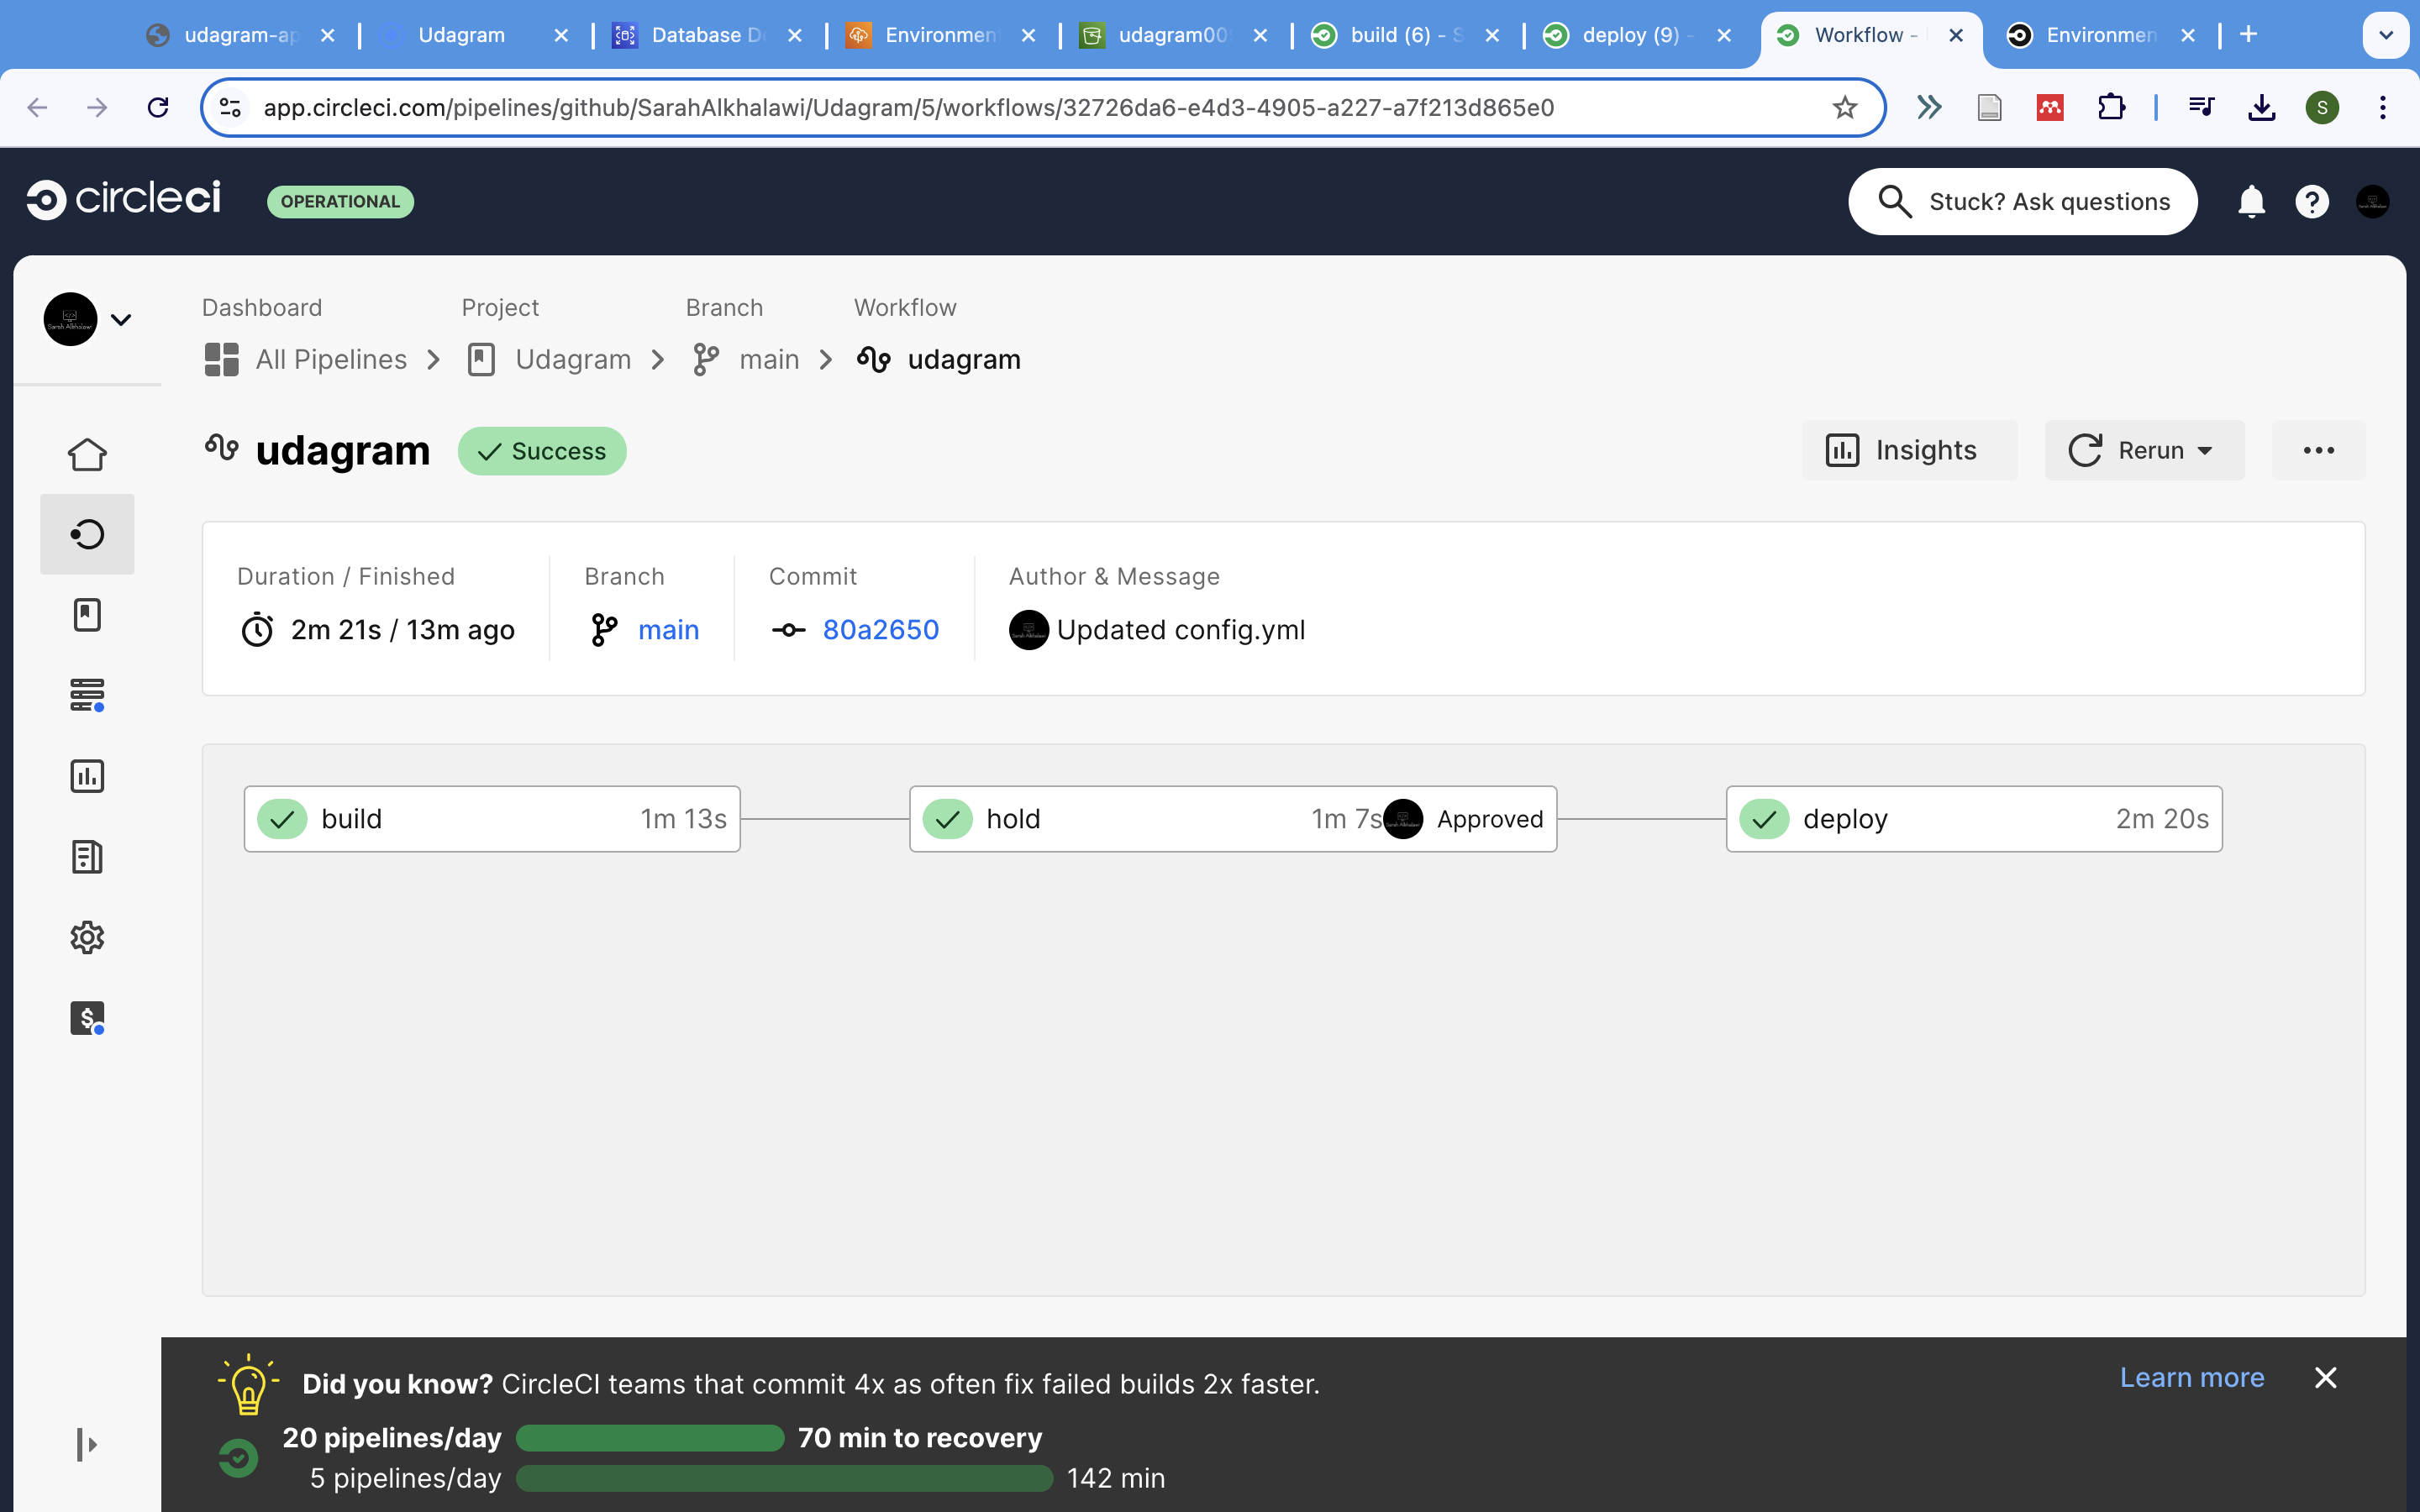 udagram-ap
Udagram
Database D
Environmen
udagram00
build (6) - S
deploy (9) -
Workflow -
Environmen
app.circleci.com/pipelines/github/SarahAlkhalawi/Udagram/5/workflows/32726da6-e4d3-4905-a227-a7f213d865e0
S
circleci
OPERATIONAL
Stuck? Ask questions
Dashboard
Project
Branch
Workflow
All Pipelines
Udagram
main
udagram
udagram
Success
Insights
Rerun
Duration / Finished
Branch
Commit
Author & Message
2m 21s / 13m ago
main
80a2650
Updated config.yml
build
1m 13s
hold
1m 7s
Approved
deploy
2m 20s
Did you know? CircleCI teams that commit 4x as often fix failed builds 2x faster.
Learn more
20 pipelines/day
70 min to recovery
5 pipelines/day
142 min